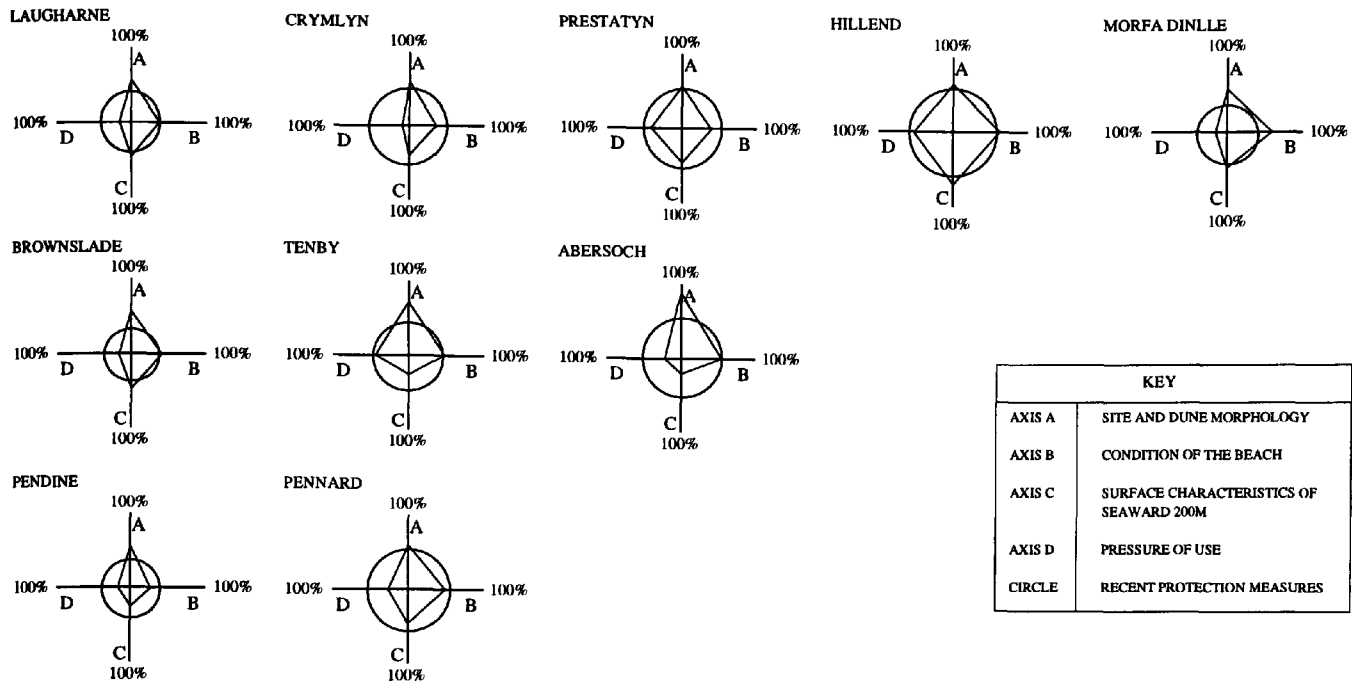 LAUGHARNE
100%
A
100%
D
B
100%
C
100%
CRYMLYN
100%
A
100%
D
B
100%
C
100%
PRESTATYN
100%
A
100%
D
B
100%
C
100%
HILLEND
100%
A
100%
D
B
100%
C
100%
MORFA DINLLE
100%
A
100%
D
B
100%
C
100%
BROWNSLADE
100%
A
100%
D
B
100%
C
100%
TENBY
100%
A
100%
D
B
100%
C
100%
ABERSOCH
100%
A
100%
D
B
100%
C
100%
PENDINE
100%
A
100%
D
B
100%
C
100%
PENNARD
100%
A
100%
D
B
100%
C
100%
KEY
AXIS A SITE AND DUNE MORPHOLOGY
AXIS B CONDITION OF THE BEACH
AXIS C SURFACE CHARACTERISTICS OF
SEAWARD 200M
AXIS D PRESSURE OF USE
CIRCLE RECENT PROTECTION MEASURES